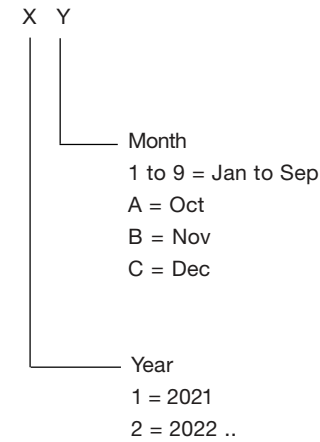 X Y
Month
1 to 9 = Jan to Sep
A = Oct
B = Nov
C = Dec
Year
1 = 2021
2 = 2022 ..